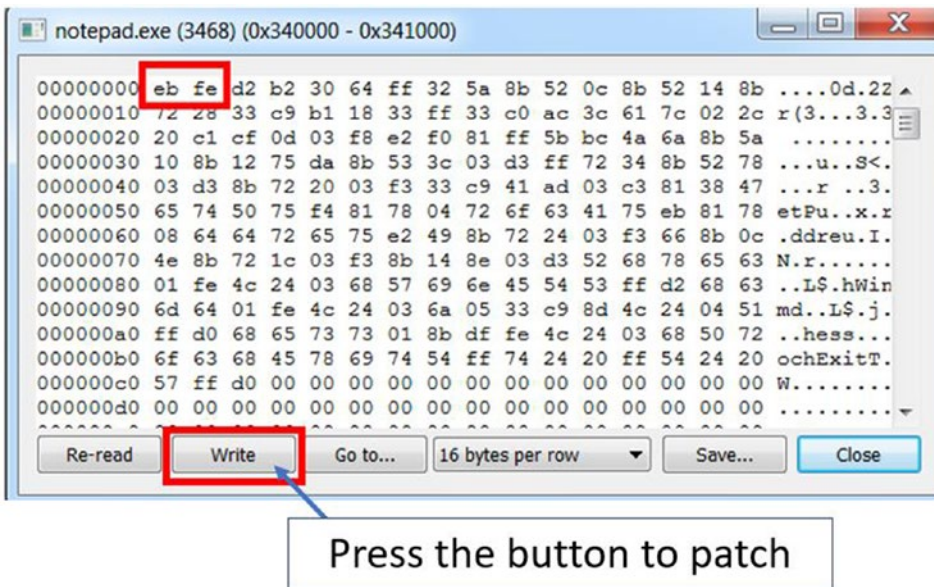 notepad.exe (3468) (0x340000 - 0x341000)
00000000 eb fe d2 b2 30 64 ff 32 5a 8b 52 0c 8b 52 14 8b ....0d.2Z
00000010 72 28 33 c9 b1 18 33 ff 33 c0 ac 3c 61 7c 02 2c r(3...3.3
00000020 20 c1 cf 0d 03 f8 e2 f0 81 ff 5b bc 4a 6a 8b 5a ........
00000030 10 8b 12 75 da 8b 53 3c 03 d3 ff 72 34 8b 52 78 ...u..S<.
00000040 03 d3 8b 72 20 03 f3 33 c9 41 ad 03 c3 81 38 47 ...r ..3.
00000050 65 74 50 75 f4 81 78 04 72 6f 63 41 75 eb 81 78 etPu..x.r
00000060 08 64 64 72 65 75 e2 49 8b 72 24 03 f3 66 8b 0c .ddreu.I.
00000070 4e 8b 72 1c 03 f3 8b 14 8e 03 d3 52 68 78 65 63 N.r......
00000080 01 fe 4c 24 03 68 57 69 6e 45 54 53 ff d2 68 63 ..L$.hWin
00000090 6d 64 01 fe 4c 24 03 6a 05 33 c9 8d 4c 24 04 51 md..L$.j.
000000a0 ff d0 68 65 73 73 01 8b df fe 4c 24 03 68 50 72 ..hess...
000000b0 6f 63 68 45 78 69 74 54 ff 74 24 20 ff 54 24 20 ochExitT.
000000c0 57 ff d0 00 00 00 00 00 00 00 00 00 00 00 00 00 W........
000000d0 00 00 00 00 00 00 00 00 00 00 00 00 00 00 00 00 .........
Re-read Write Go to... 16 bytes per row Save... Close
Press the button to patch